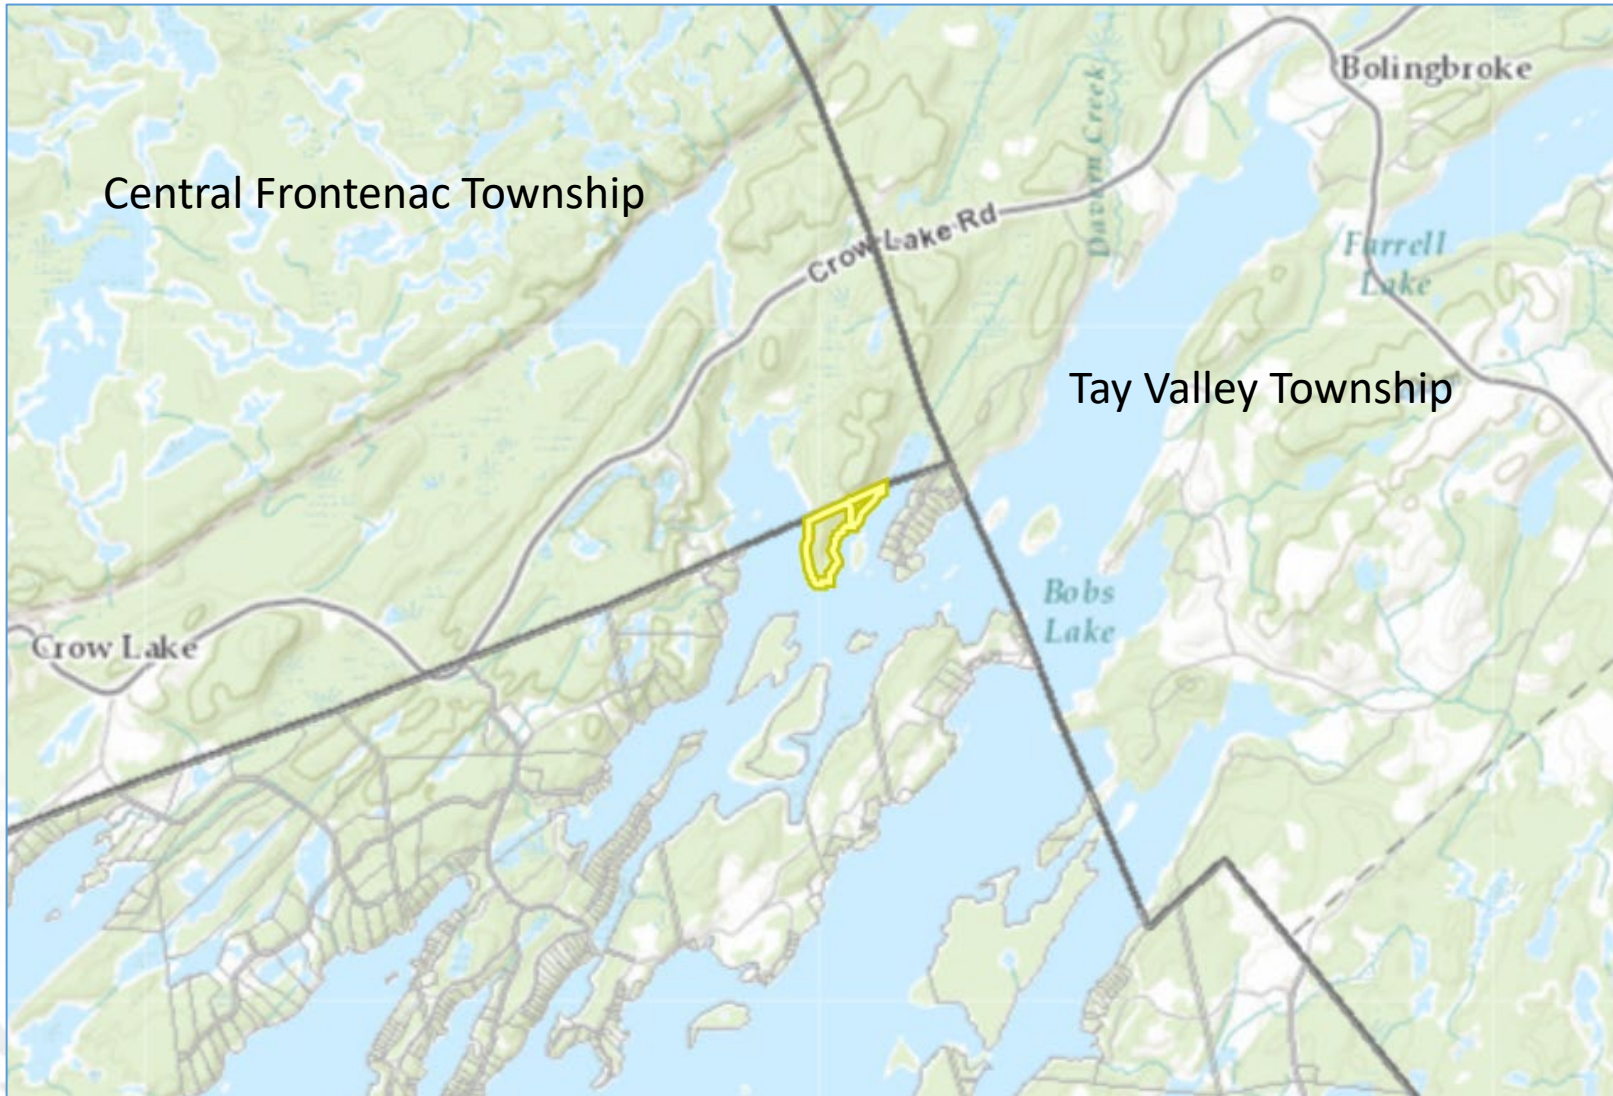 Bolingbroke
Davern Creek
Central Frontenac Township
Crow Lake Rd
Farrell
Lake
Tay Valley Township
Bobs
Lake
Crow Lake